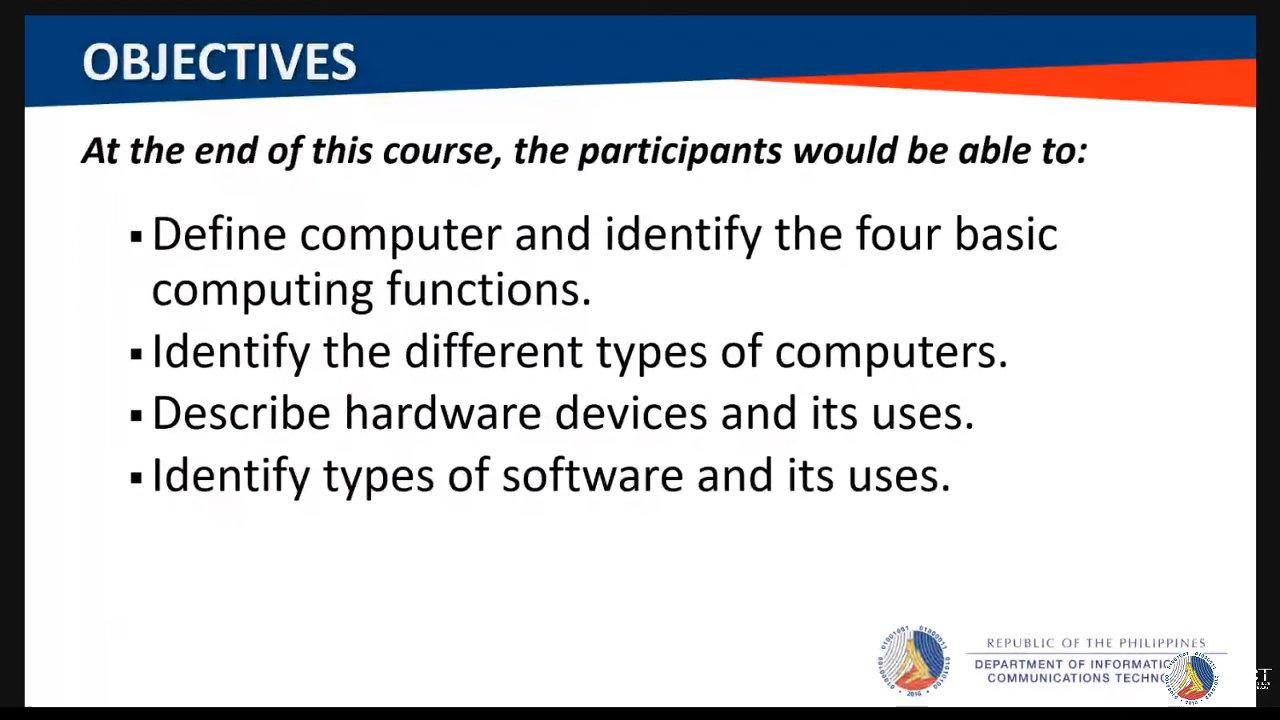 OBJECTIVES
At the end of this course, the participants would be able to:
▪ Define computer and identify the four basic
computing functions.
▪ Identify the different types of computers.
▪ Describe hardware devices and its uses.
▪ Identify types of software and its uses.
REPUBLIC OF THE PHILIPPINES
DEPARTMENT OF INFORMATIC
COMMUNICATIONS TECHNO
2016